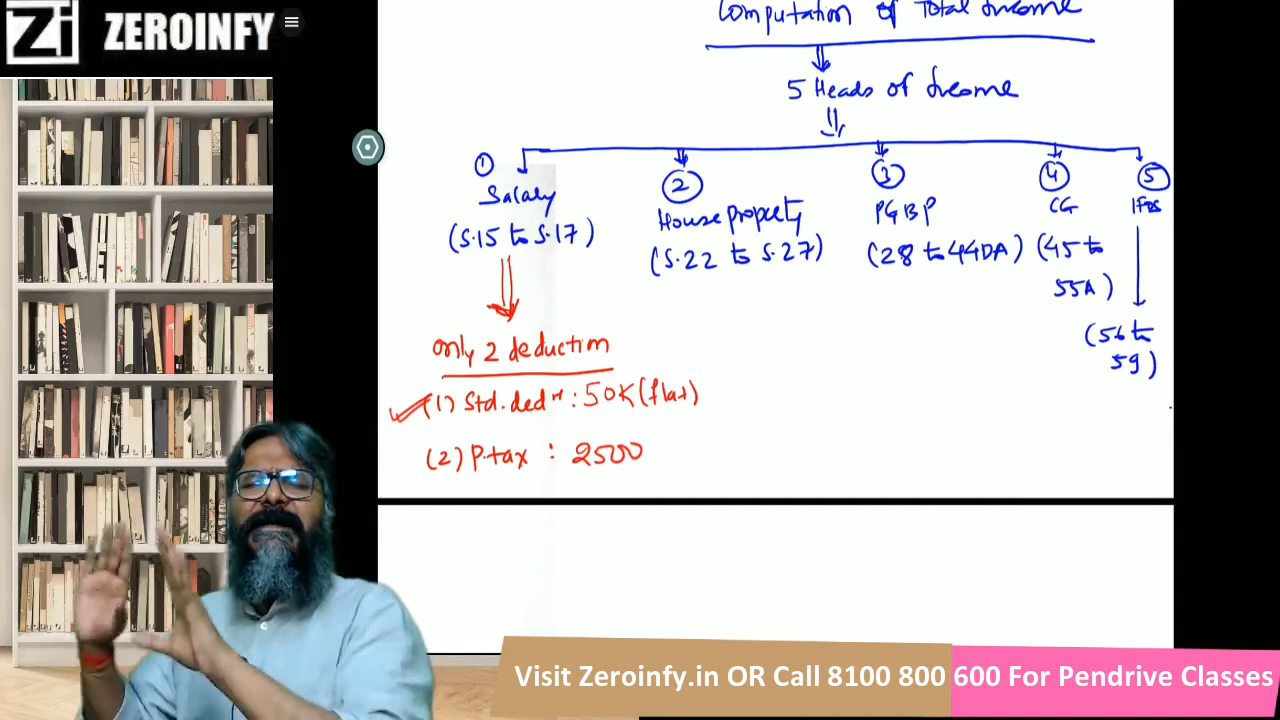 Zi ZEROINFY
Computation of Total Income
5 Heads of Income
① ② ③ ④ ⑤
Salary House property PGBP CG IFOS
(S.15 to S.17) (S.22 to S.27) (28 to 44DA) (45 to 55A)
(56 to 59)
only 2 deduction
(1) Std. dedn : 50K (flat)
(2) P.tax : 2500
Visit Zeroinfy.in OR Call 8100 800 600 For Pendrive Classes